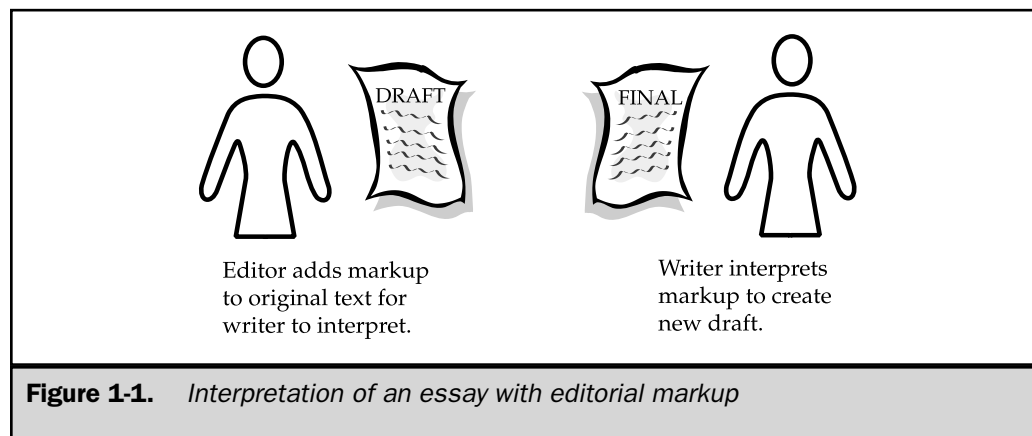 DRAFT
FINAL
Editor adds markup
to original text for
writer to interpret.
Writer interprets
markup to create
new draft.
Figure 1-1. Interpretation of an essay with editorial markup